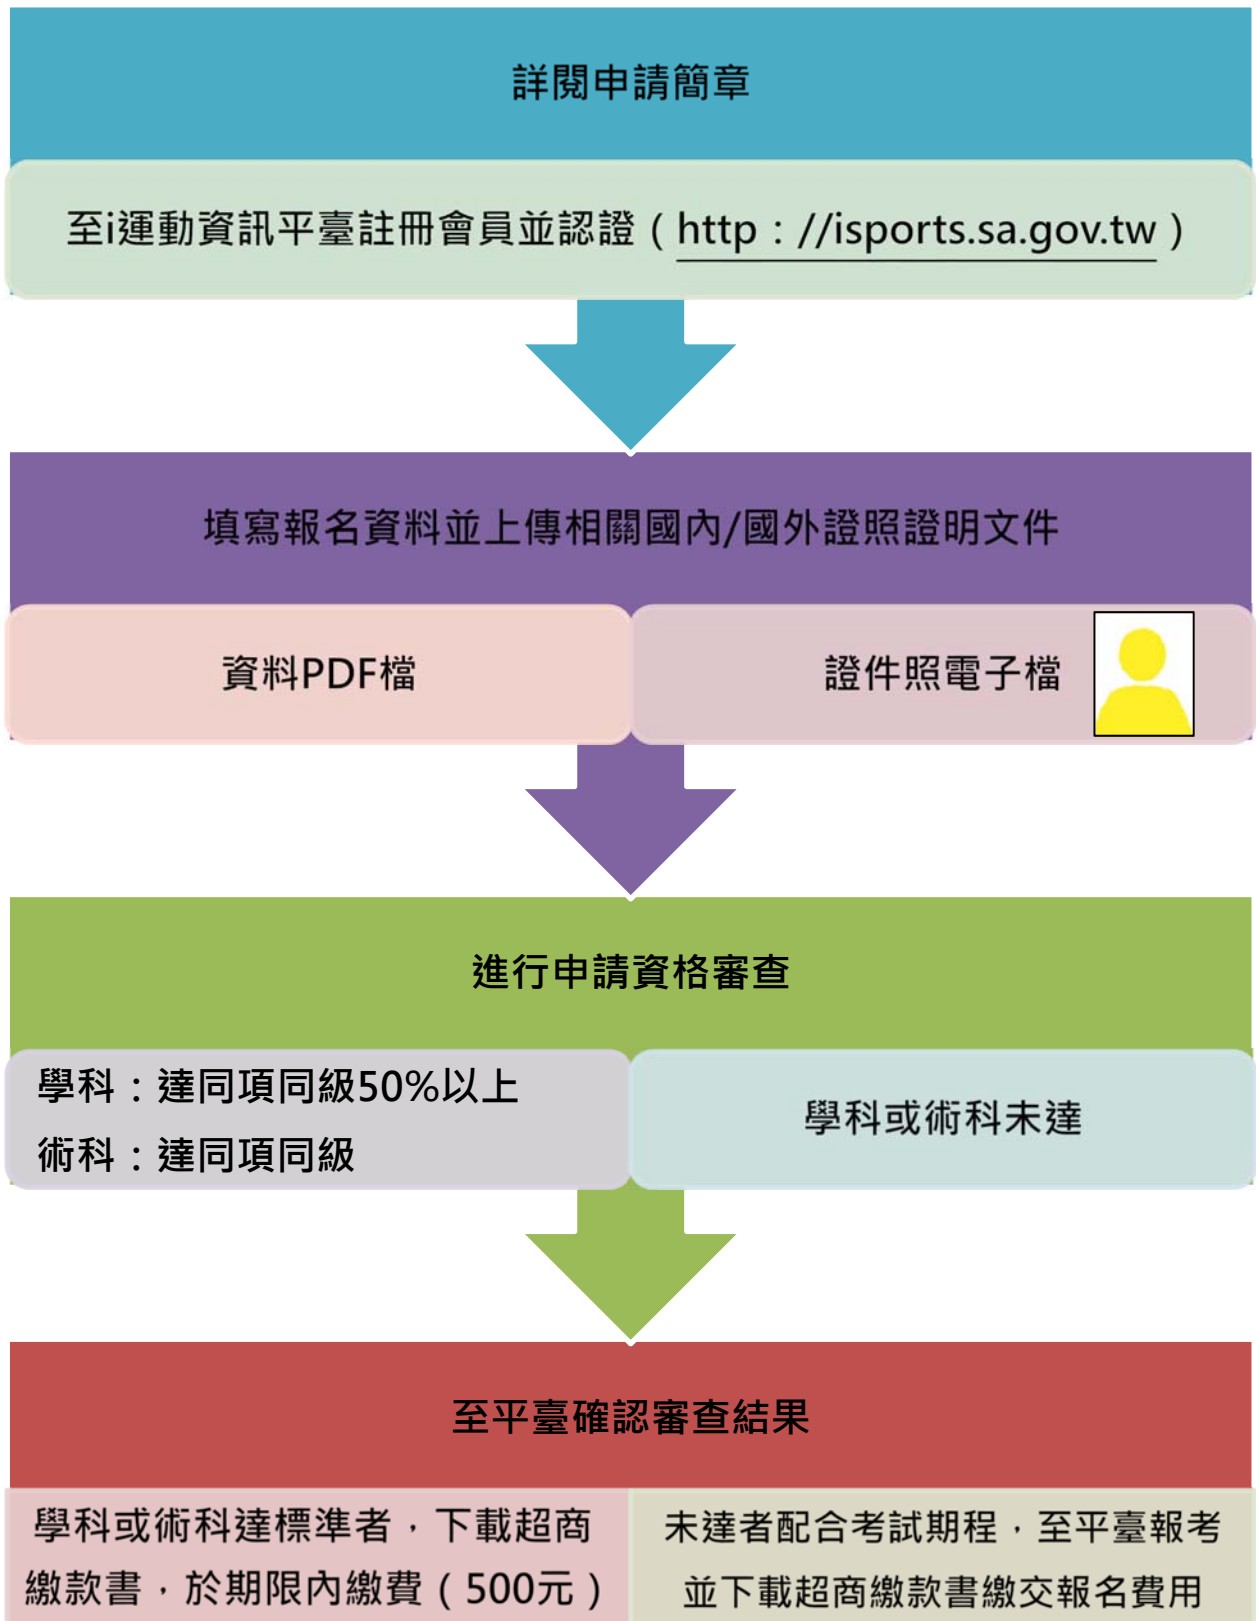 詳閱申請簡章
至i運動資訊平臺註冊會員並認證（http：//isports.sa.gov.tw）
填寫報名資料並上傳相關國內/國外證照證明文件
資料PDF檔
證件照電子檔
進行申請資格審查
學科：達同項同級50%以上
術科：達同項同級
學科或術科未達
至平臺確認審查結果
學科或術科達標準者，下載超商
繳款書，於期限內繳費（500元）
未達者配合考試期程，至平臺報考
並下載超商繳款書繳交報名費用